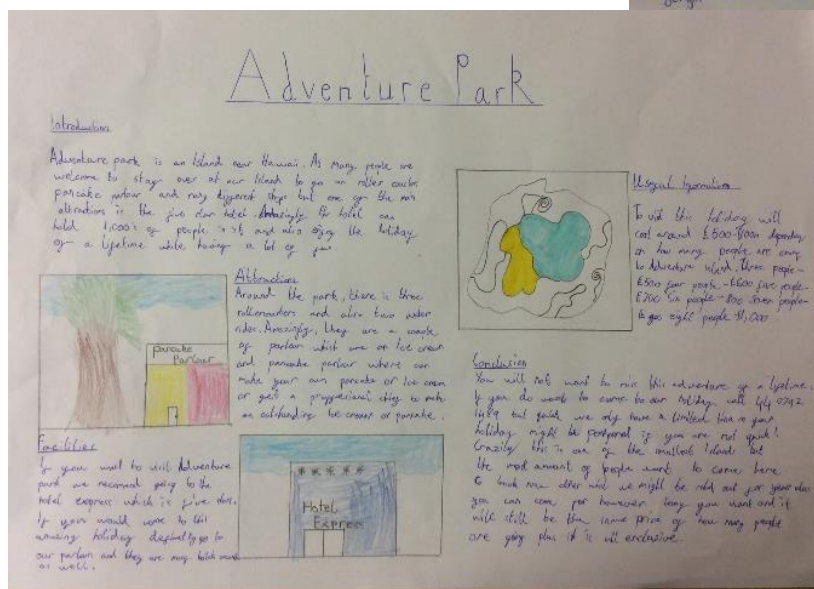 Adventure Park
Introduction
Adventure park is an Island near Hawaii. As many people are
welcome to stay over at our Island to go on roller
pancake parlour and many different shops but one of the main
attractions is the five star hotel. Amazingly hotel can
hold 1,000's of people in it and also enjoy the holiday
of a lifetime while having a lot of fun.
Attractions
Around the park, there is three
rollercoasters and also two water
rides. Amazingly, they are a couple
of parlours which are an Ice cream
and pancake parlour where can
make your own pancake or Ice cream
or get a to make
an outstanding Ice cream or pancake.
Pancake
Parlour
Facilities
If you want to visit Adventure
park we recommend going to the
hotel express which is five star.
If you would come to this
amazing holiday go to
our parlours and they are many
as well.
Hotel
Express
Useful
To visit this holiday will
cost around £500-£800 depending
on how many people are going
to Adventure island. three people-
£500 four people-£600 five people-
£700 six people- 800 seven people-
£ 900 eight people £1,000
Conclusion
You will not want to miss this adventure of a lifetime.
If you do want to come to our holiday call 44
but quick we only have a limited time or your
holiday might be postponed if you are not quick!
Crazily this is one of the smallest Islands but
the most amount of people want to come here
so book now other wise we might be sold out for
you can come for however long you want and it
will still be the same price of how many people
are going plus it is all inclusive.